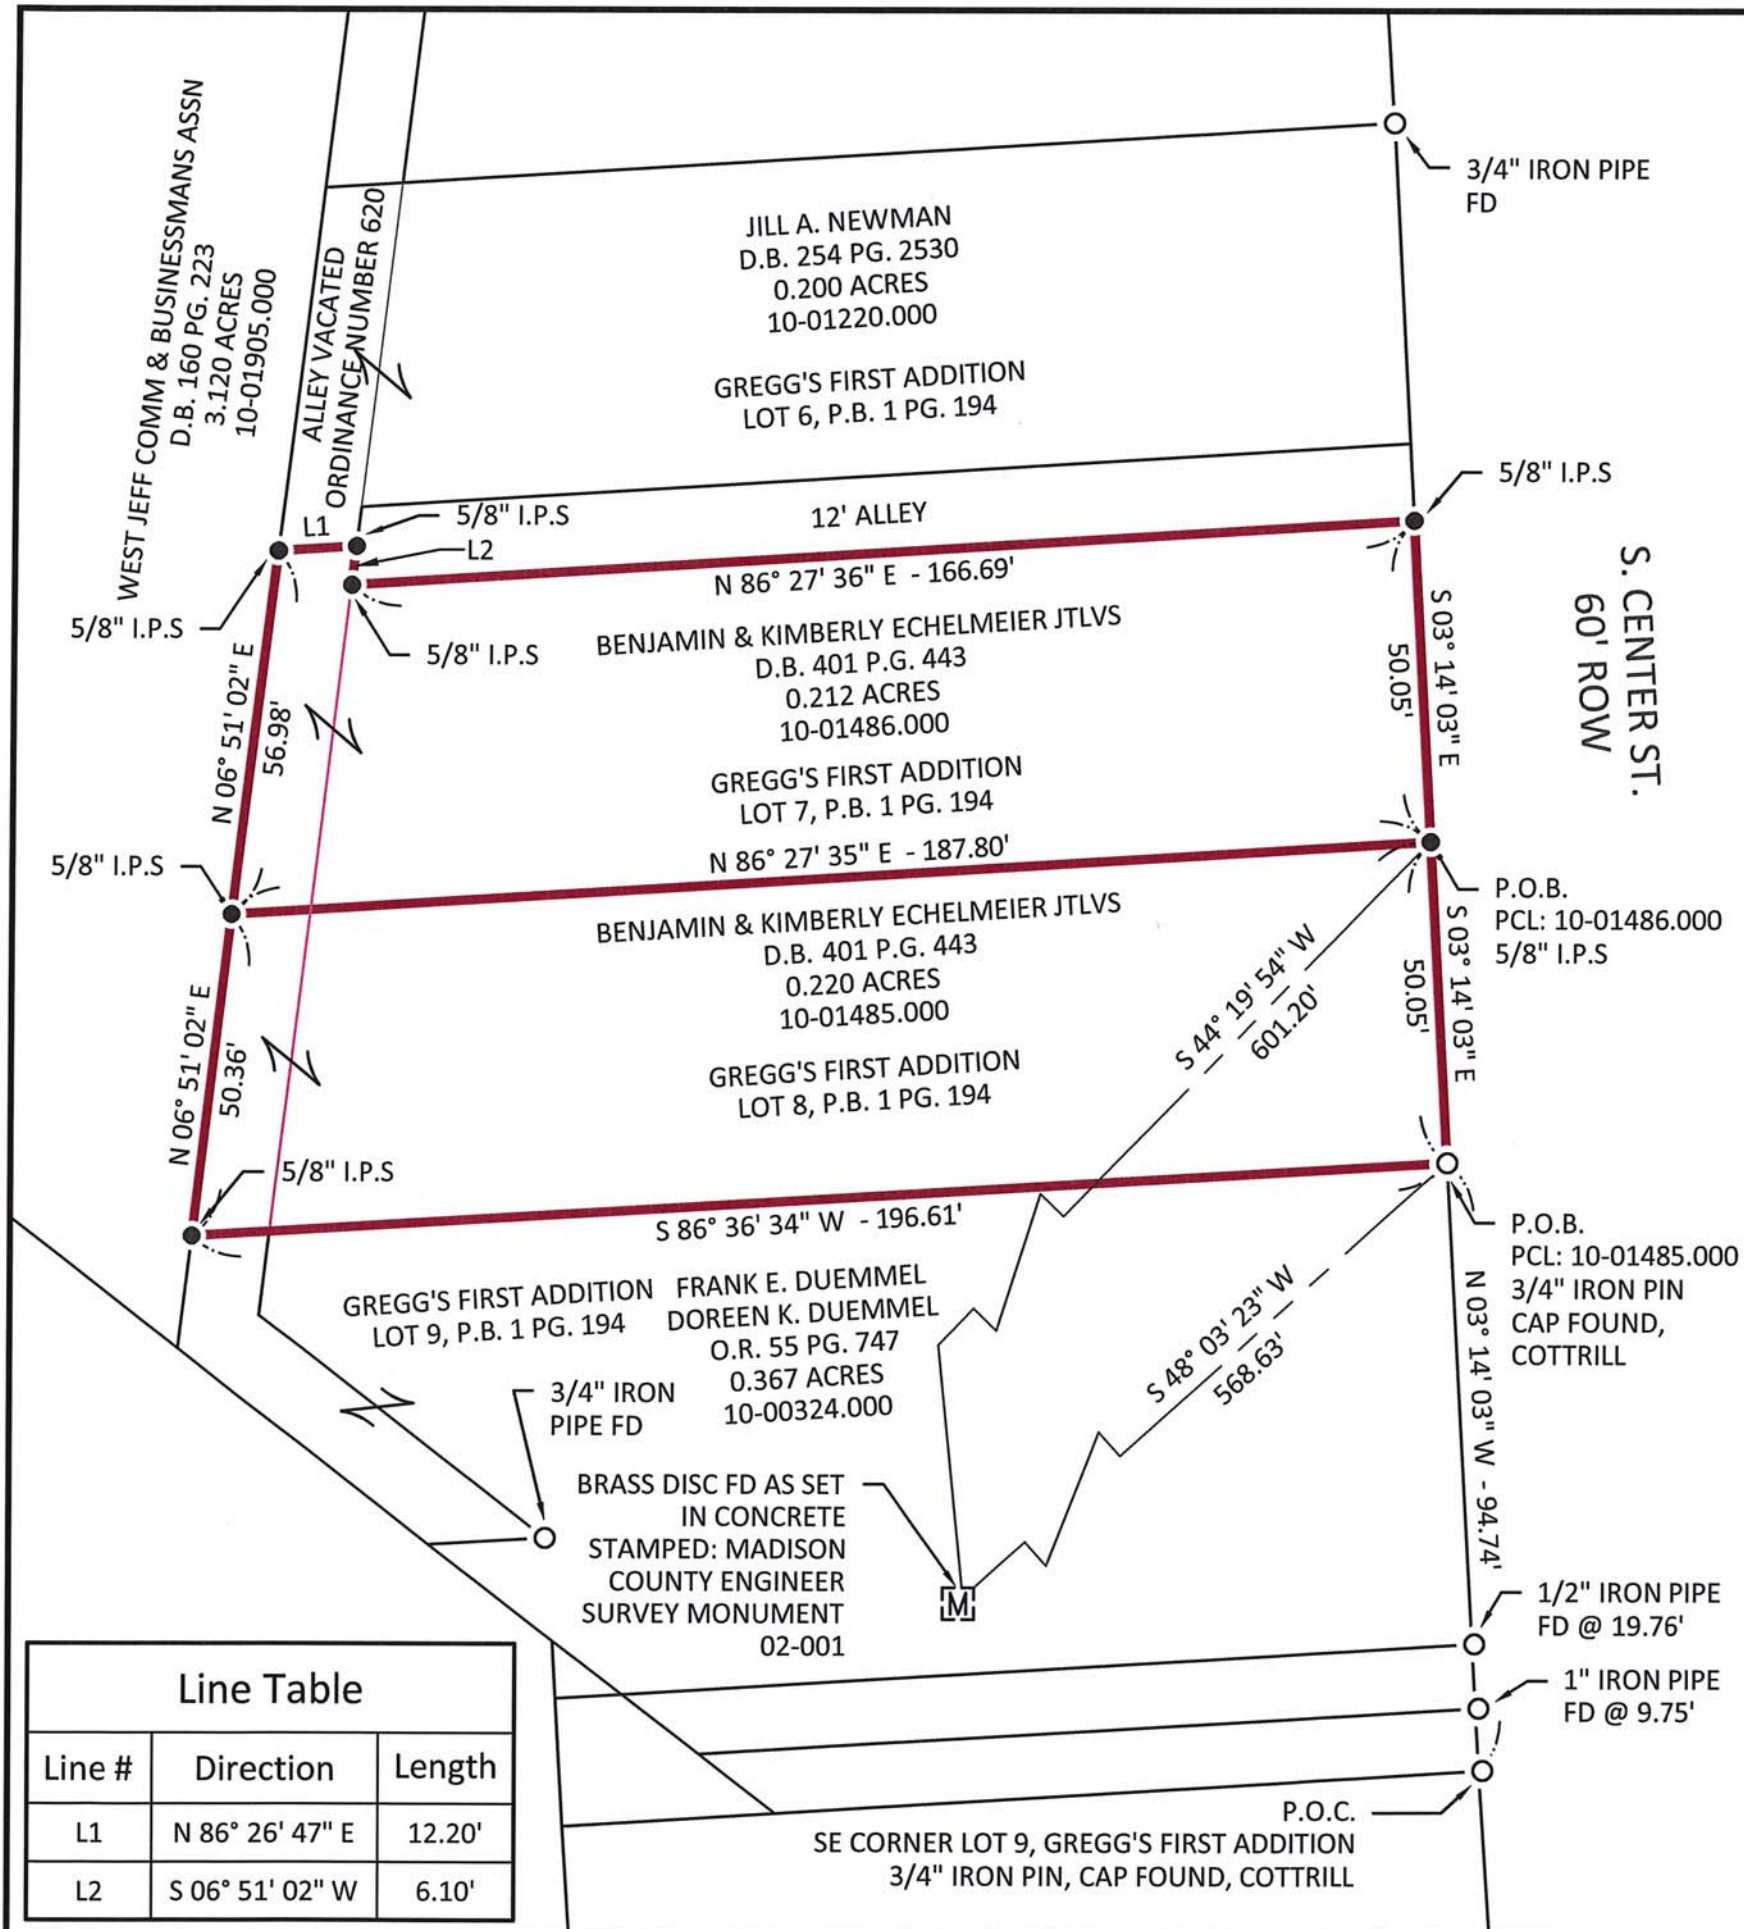 WEST JEFF COMM & BUSINESSMANS ASSN
D.B. 160 PG. 223
3.120 ACRES
10-01905.000
ALLEY VACATED
ORDINANCE NUMBER 620
3/4" IRON PIPE
FD
JILL A. NEWMAN
D.B. 254 PG. 2530
0.200 ACRES
10-01220.000
GREGG'S FIRST ADDITION
LOT 6, P.B. 1 PG. 194
5/8" I.P.S
L1
5/8" I.P.S
L2
12' ALLEY
N 86° 27' 36" E - 166.69'
5/8" I.P.S
5/8" I.P.S
S. CENTER ST.
60' ROW
BENJAMIN & KIMBERLY ECHELMEIER JTLVS
D.B. 401 P.G. 443
0.212 ACRES
10-01486.000
S 03° 14' 03" E
50.05'
N 06° 51' 02" E
56.98'
GREGG'S FIRST ADDITION
LOT 7, P.B. 1 PG. 194
N 86° 27' 35" E - 187.80'
5/8" I.P.S
P.O.B.
PCL: 10-01486.000
5/8" I.P.S
BENJAMIN & KIMBERLY ECHELMEIER JTLVS
D.B. 401 P.G. 443
0.220 ACRES
10-01485.000
S 03° 14' 03" E
50.05'
S 44° 19' 54" W
601.20'
N 06° 51' 02" E
50.36'
GREGG'S FIRST ADDITION
LOT 8, P.B. 1 PG. 194
5/8" I.P.S
S 86° 36' 34" W - 196.61'
P.O.B.
PCL: 10-01485.000
3/4" IRON PIN
CAP FOUND,
COTTRILL
GREGG'S FIRST ADDITION
LOT 9, P.B. 1 PG. 194
FRANK E. DUEMMEL
DOREEN K. DUEMMEL
O.R. 55 PG. 747
0.367 ACRES
10-00324.000
S 48° 03' 23" W
568.63'
N 03° 14' 03" W - 94.74'
3/4" IRON
PIPE FD
BRASS DISC FD AS SET
IN CONCRETE
STAMPED: MADISON
COUNTY ENGINEER
SURVEY MONUMENT
02-001
M
1/2" IRON PIPE
FD @ 19.76'
1" IRON PIPE
FD @ 9.75'
P.O.C.
SE CORNER LOT 9, GREGG'S FIRST ADDITION
3/4" IRON PIN, CAP FOUND, COTTRILL
Line Table
Line # Direction Length
L1 N 86° 26' 47" E 12.20'
L2 S 06° 51' 02" W 6.10'